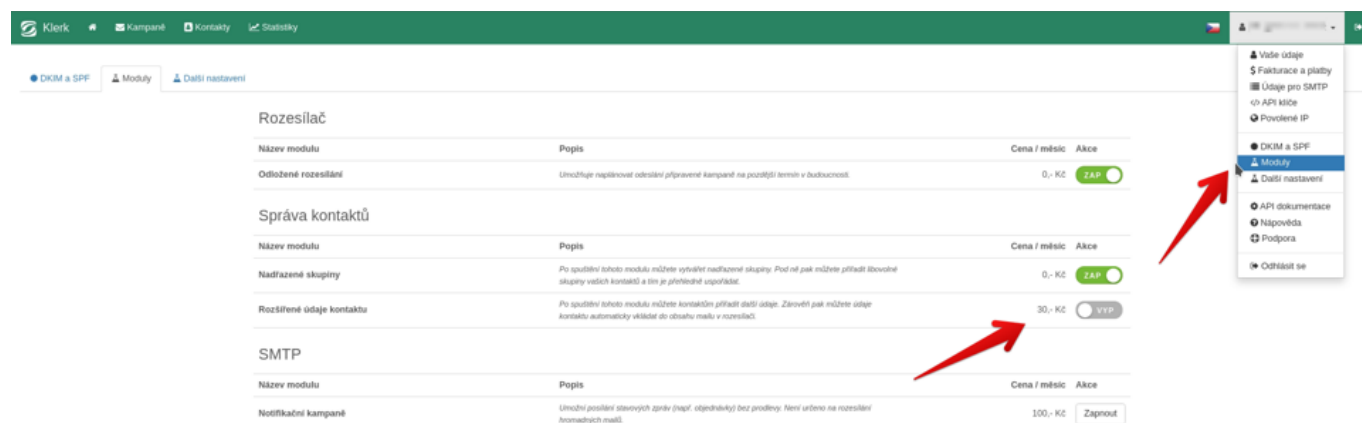 Klerk Kampaně Kontakty Statistiky
DKIM a SPF Moduly Další nastavení
Vaše údaje
Fakturace a platby
Údaje pro SMTP
API klíče
Povolené IP
DKIM a SPF
Moduly
Další nastavení
API dokumentace
Nápověda
Podpora
Odhlásit se
Rozesílač
Název modulu Popis Cena / měsíc Akce
Odložené rozesílání Umožňuje naplánovat odeslání připravené kampaně na pozdější termín v budoucnosti. 0,- Kč ZAP
Správa kontaktů
Název modulu Popis Cena / měsíc Akce
Nadřazené skupiny Po spuštění tohoto modulu můžete vytvářet nadřazené skupiny. Pod ně pak můžete přiřadit libovolné 0,- Kč ZAP
skupiny vašich kontaktů a tím je přehledně uspořádat.
Rozšířené údaje kontaktu Po spuštění tohoto modulu můžete kontaktům přiřadit další údaje. Zároveň pak můžete údaje 30,- Kč VYP
kontaktu automaticky vkládat do obsahu mailu v rozesílači.
SMTP
Název modulu Popis Cena / měsíc Akce
Notifikační kampaně Umožní posílání stavových zpráv (např. objednávky) bez prodlevy. Není určeno na rozesílání 100,- Kč Zapnout
hromadných mailů.